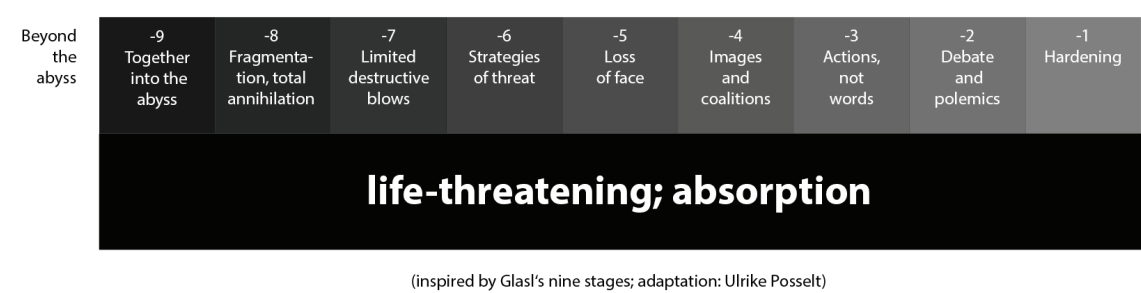 Beyond
the
abyss
-9
Together
into the
abyss
-8
Fragmenta-
tion, total
annihilation
-7
Limited
destructive
blows
-6
Strategies
of threat
-5
Loss
of face
-4
Images
and
coalitions
-3
Actions,
not
words
-2
Debate
and
polemics
-1
Hardening
life-threatening; absorption
(inspired by Glasl‘s nine stages; adaptation: Ulrike Posselt)